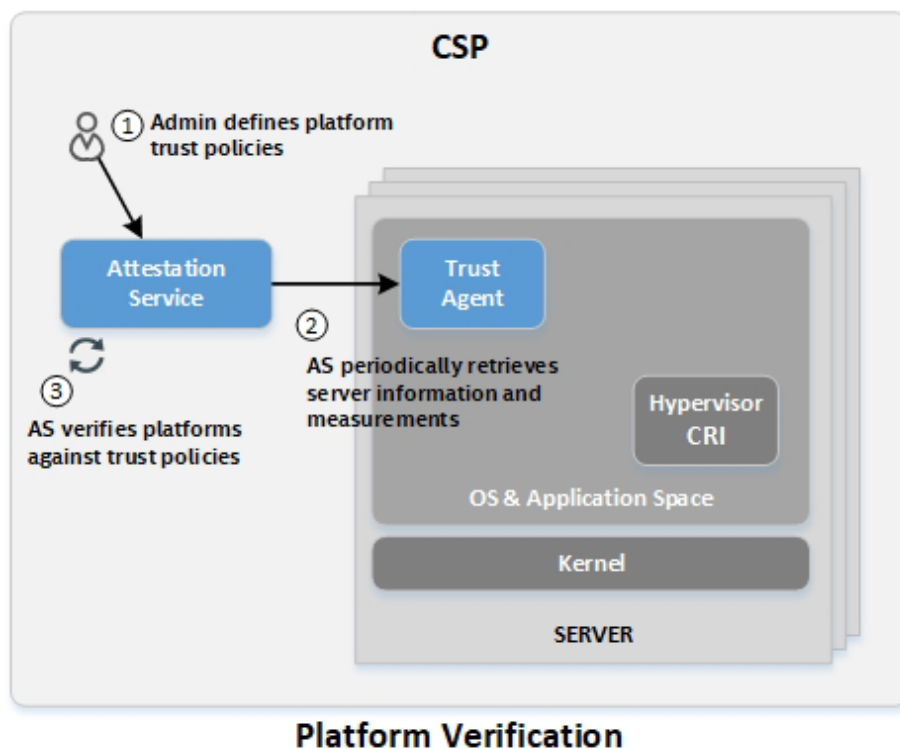 CSP
1 Admin defines platform
trust policies
Attestation
Service
Trust
Agent
2
AS periodically retrieves
server information and
measurements
3
AS verifies platforms
against trust policies
Hypervisor
CRI
OS & Application Space
Kernel
SERVER
Platform Verification